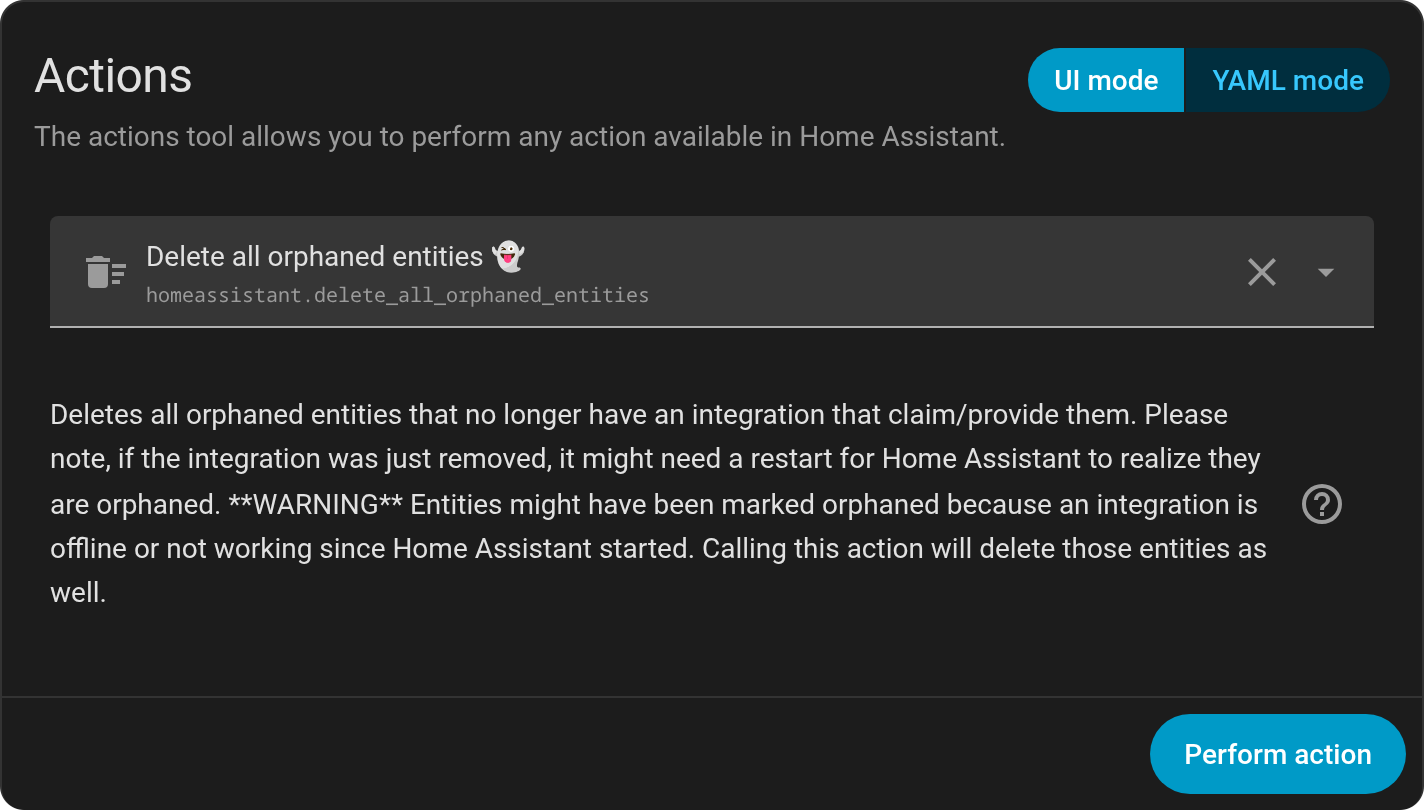 Actions
UI mode
YAML mode
The actions tool allows you to perform any action available in Home Assistant.
Delete all orphaned entities 👻
homeassistant.delete_all_orphaned_entities
Deletes all orphaned entities that no longer have an integration that claim/provide them. Please
note, if the integration was just removed, it might need a restart for Home Assistant to realize they
are orphaned. **WARNING** Entities might have been marked orphaned because an integration is
offline or not working since Home Assistant started. Calling this action will delete those entities as
well.
Perform action